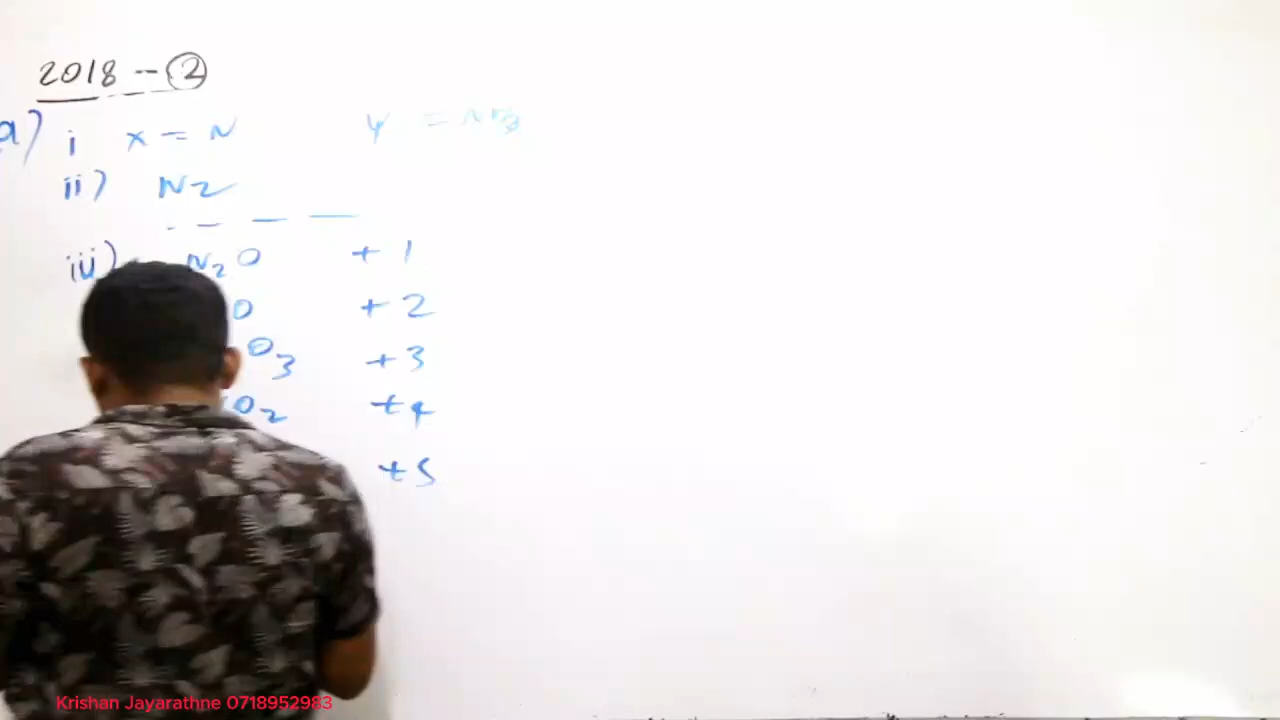 2018 - 2
a) i x = N y = NH3
ii) N2
iii) N2O +1
O +2
O3 +3
O2 +4
+5
Krishan Jayarathne 0718952983